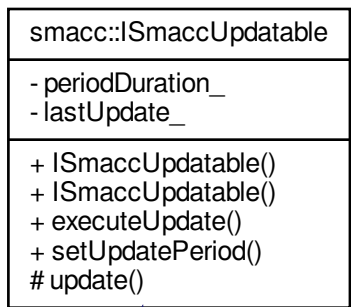 smacc::ISmaccUpdatable
- periodDuration_
- lastUpdate_
+ ISmaccUpdatable()
+ ISmaccUpdatable()
+ executeUpdate()
+ setUpdatePeriod()
# update()